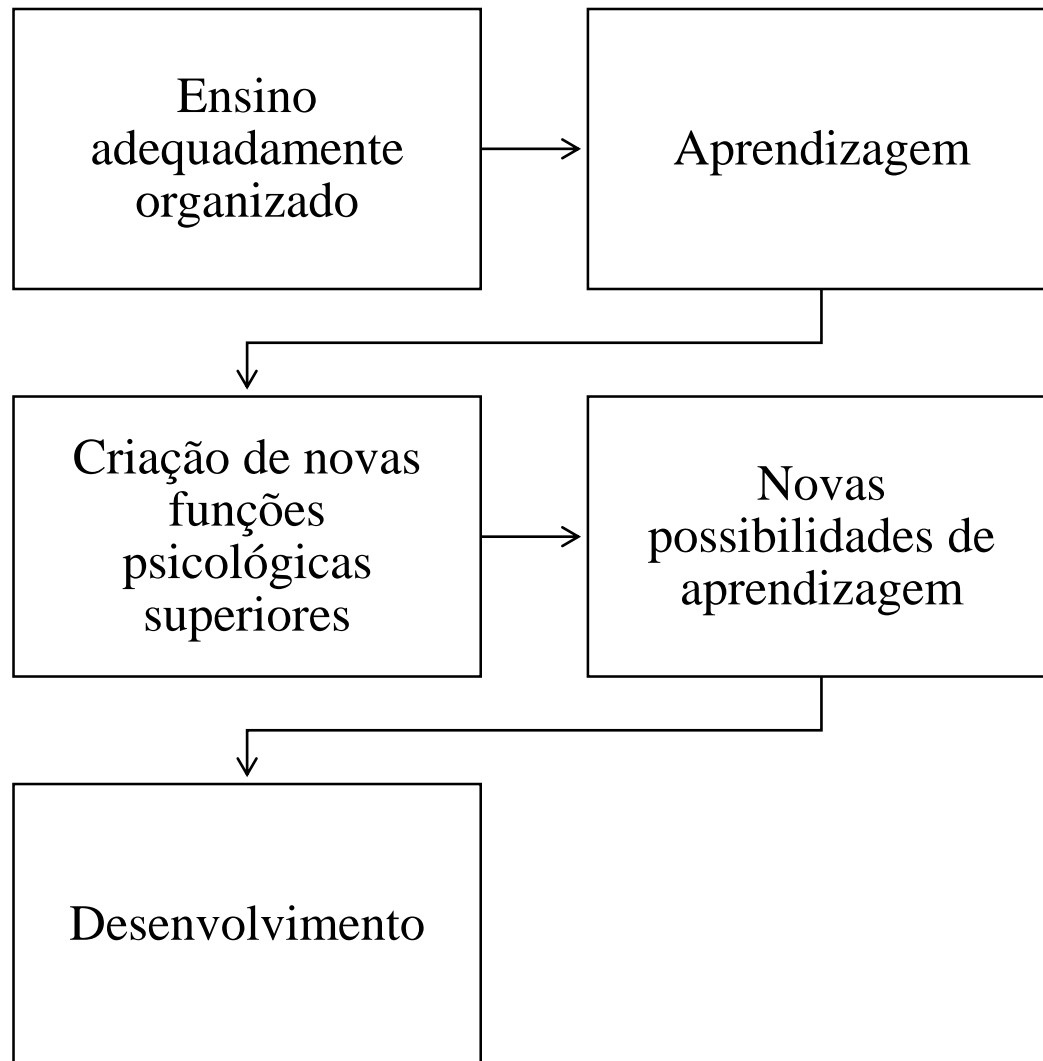 Ensino
adequadamente
organizado
Aprendizagem
Criação de novas
funções
psicológicas
superiores
Novas
possibilidades de
aprendizagem
Desenvolvimento